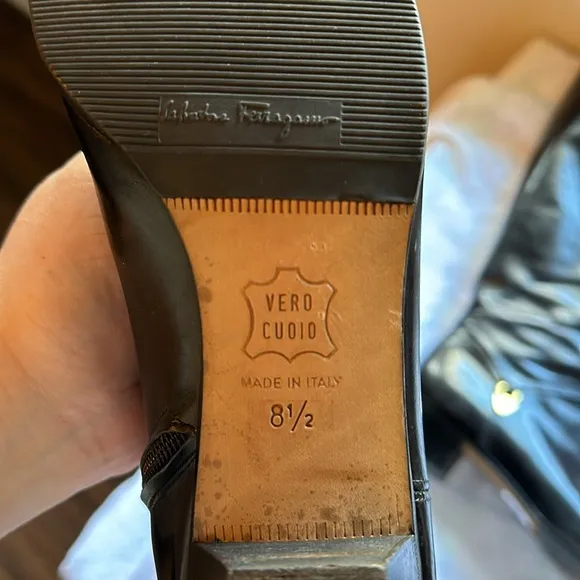 Salvatore Ferragamo
VERO
CUOIO
MADE IN ITALY
8½